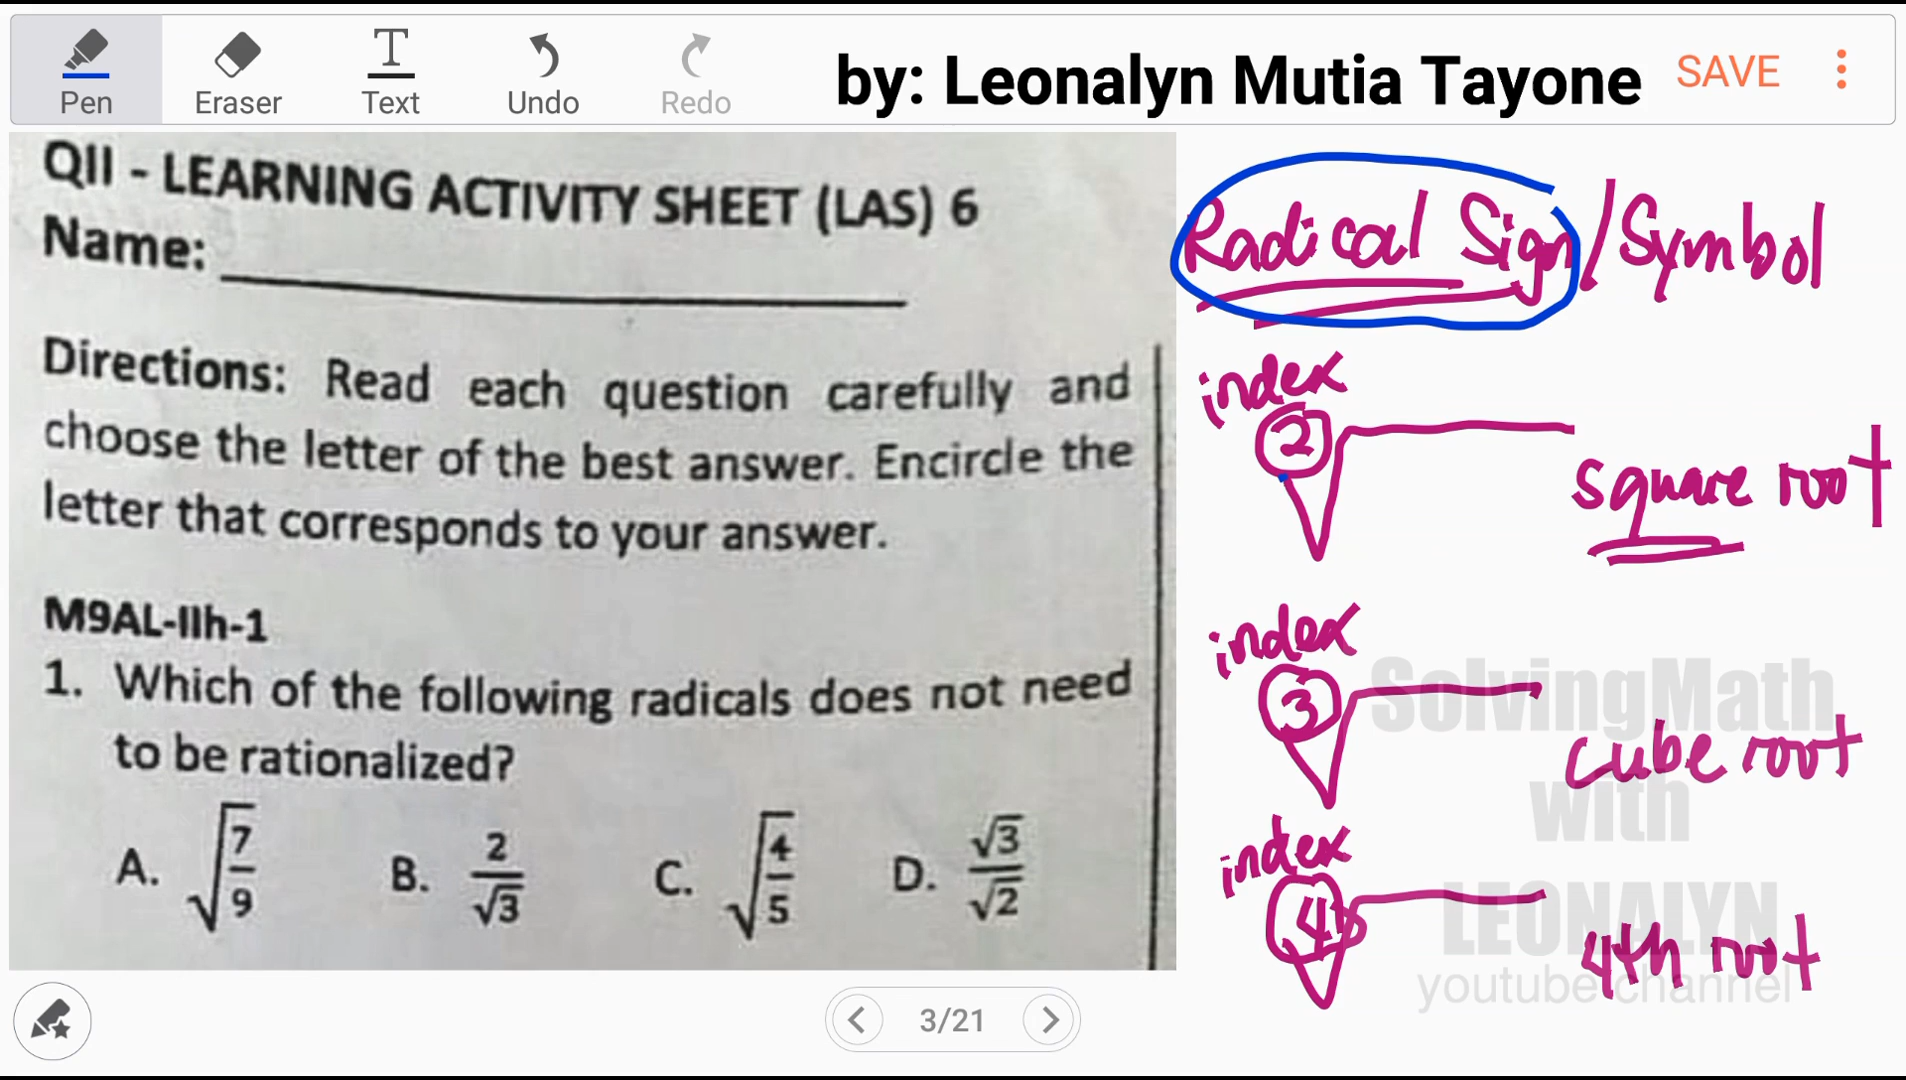 Pen
Eraser
Text
Undo
Redo
by: Leonalyn Mutia Tayone
SAVE
QII - LEARNING ACTIVITY SHEET (LAS) 6
Name:
Directions: Read each question carefully and
choose the letter of the best answer. Encircle the
letter that corresponds to your answer.
M9AL-IIh-1
1. Which of the following radicals does not need
to be rationalized?
A. √(7/9) B. 2/√3 C. √(4/5) D. √3/√2
Radical Sign/Symbol
index
2
square root
index
3
cube root
index
4
4th root
SolvingMath
with
LEONALYN
youtube channel
3/21